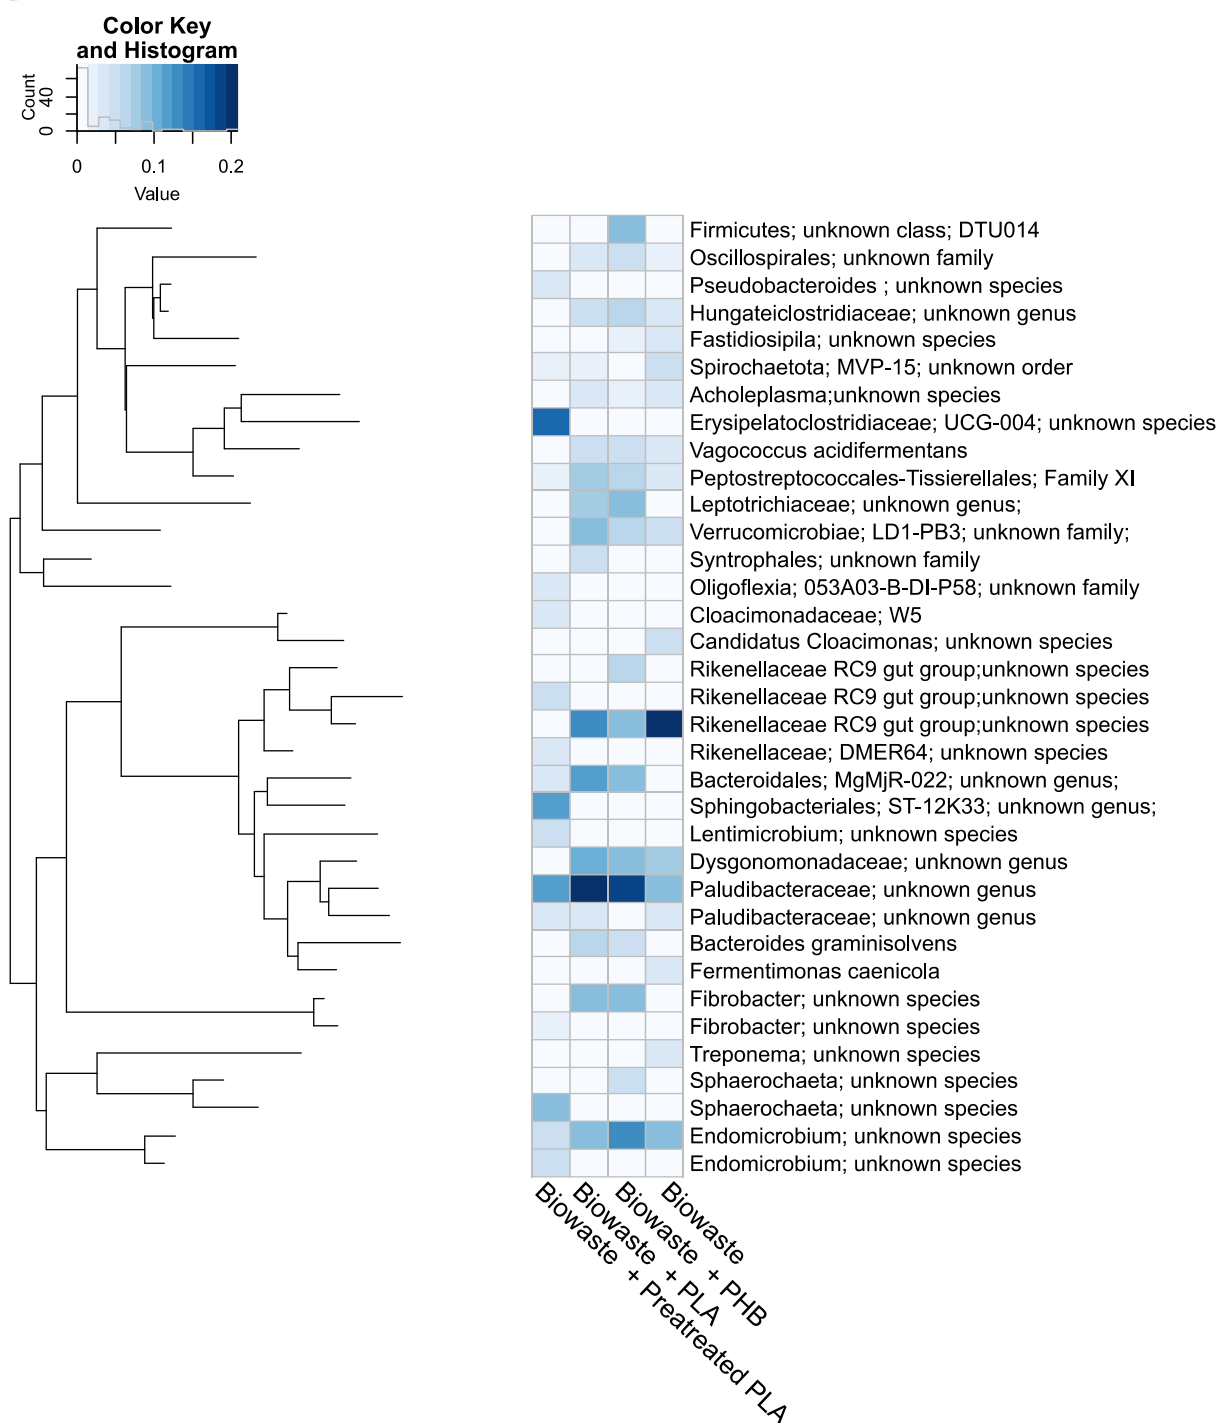 Color Key
and Histogram
Count
0
40
0
0.1
0.2
Value
Firmicutes; unknown class; DTU014
Oscillospirales; unknown family
Pseudobacteroides ; unknown species
Hungateiclostridiaceae; unknown genus
Fastidiosipila; unknown species
Spirochaetota; MVP-15; unknown order
Acholeplasma;unknown species
Erysipelatoclostridiaceae; UCG-004; unknown species
Vagococcus acidifermentans
Peptostreptococcales-Tissierellales; Family XI
Leptotrichiaceae; unknown genus;
Verrucomicrobiae; LD1-PB3; unknown family;
Syntrophales; unknown family
Oligoflexia; 053A03-B-DI-P58; unknown family
Cloacimonadaceae; W5
Candidatus Cloacimonas; unknown species
Rikenellaceae RC9 gut group;unknown species
Rikenellaceae RC9 gut group;unknown species
Rikenellaceae RC9 gut group;unknown species
Rikenellaceae; DMER64; unknown species
Bacteroidales; MgMjR-022; unknown genus;
Sphingobacteriales; ST-12K33; unknown genus;
Lentimicrobium; unknown species
Dysgonomonadaceae; unknown genus
Paludibacteraceae; unknown genus
Paludibacteraceae; unknown genus
Bacteroides graminisolvens
Fermentimonas caenicola
Fibrobacter; unknown species
Fibrobacter; unknown species
Treponema; unknown species
Sphaerochaeta; unknown species
Sphaerochaeta; unknown species
Endomicrobium; unknown species
Endomicrobium; unknown species
Biowaste + Preatreated PLA
Biowaste + PLA
Biowaste + PHB
Biowaste